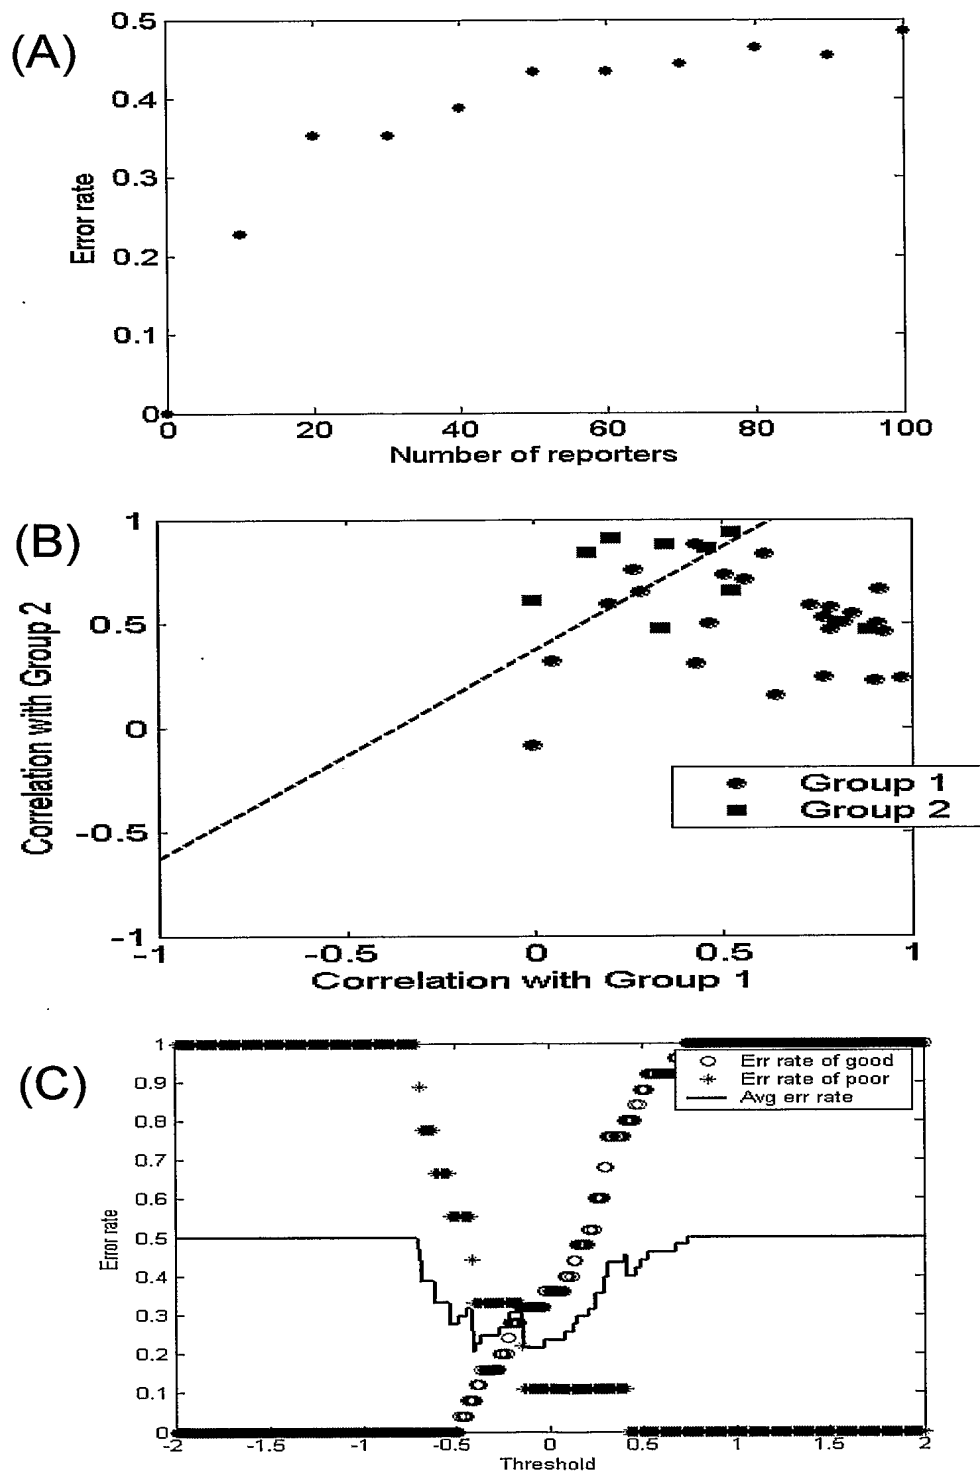 (A)
0.5
0.4
0.3
0.2
0.1
0
Error rate
0 20 40 60 80 100
Number of reporters
(B)
1
0.5
0
-0.5
-1
Correlation with Group 2
Group 1
Group 2
-1 -0.5 0 0.5 1
Correlation with Group 1
(C)
1
0.9
0.8
0.7
0.6
0.5
0.4
0.3
0.2
0.1
0
Error rate
Err rate of good
Err rate of poor
Avg err rate
-2 -1.5 -1 -0.5 0 0.5 1 1.5 2
Threshold